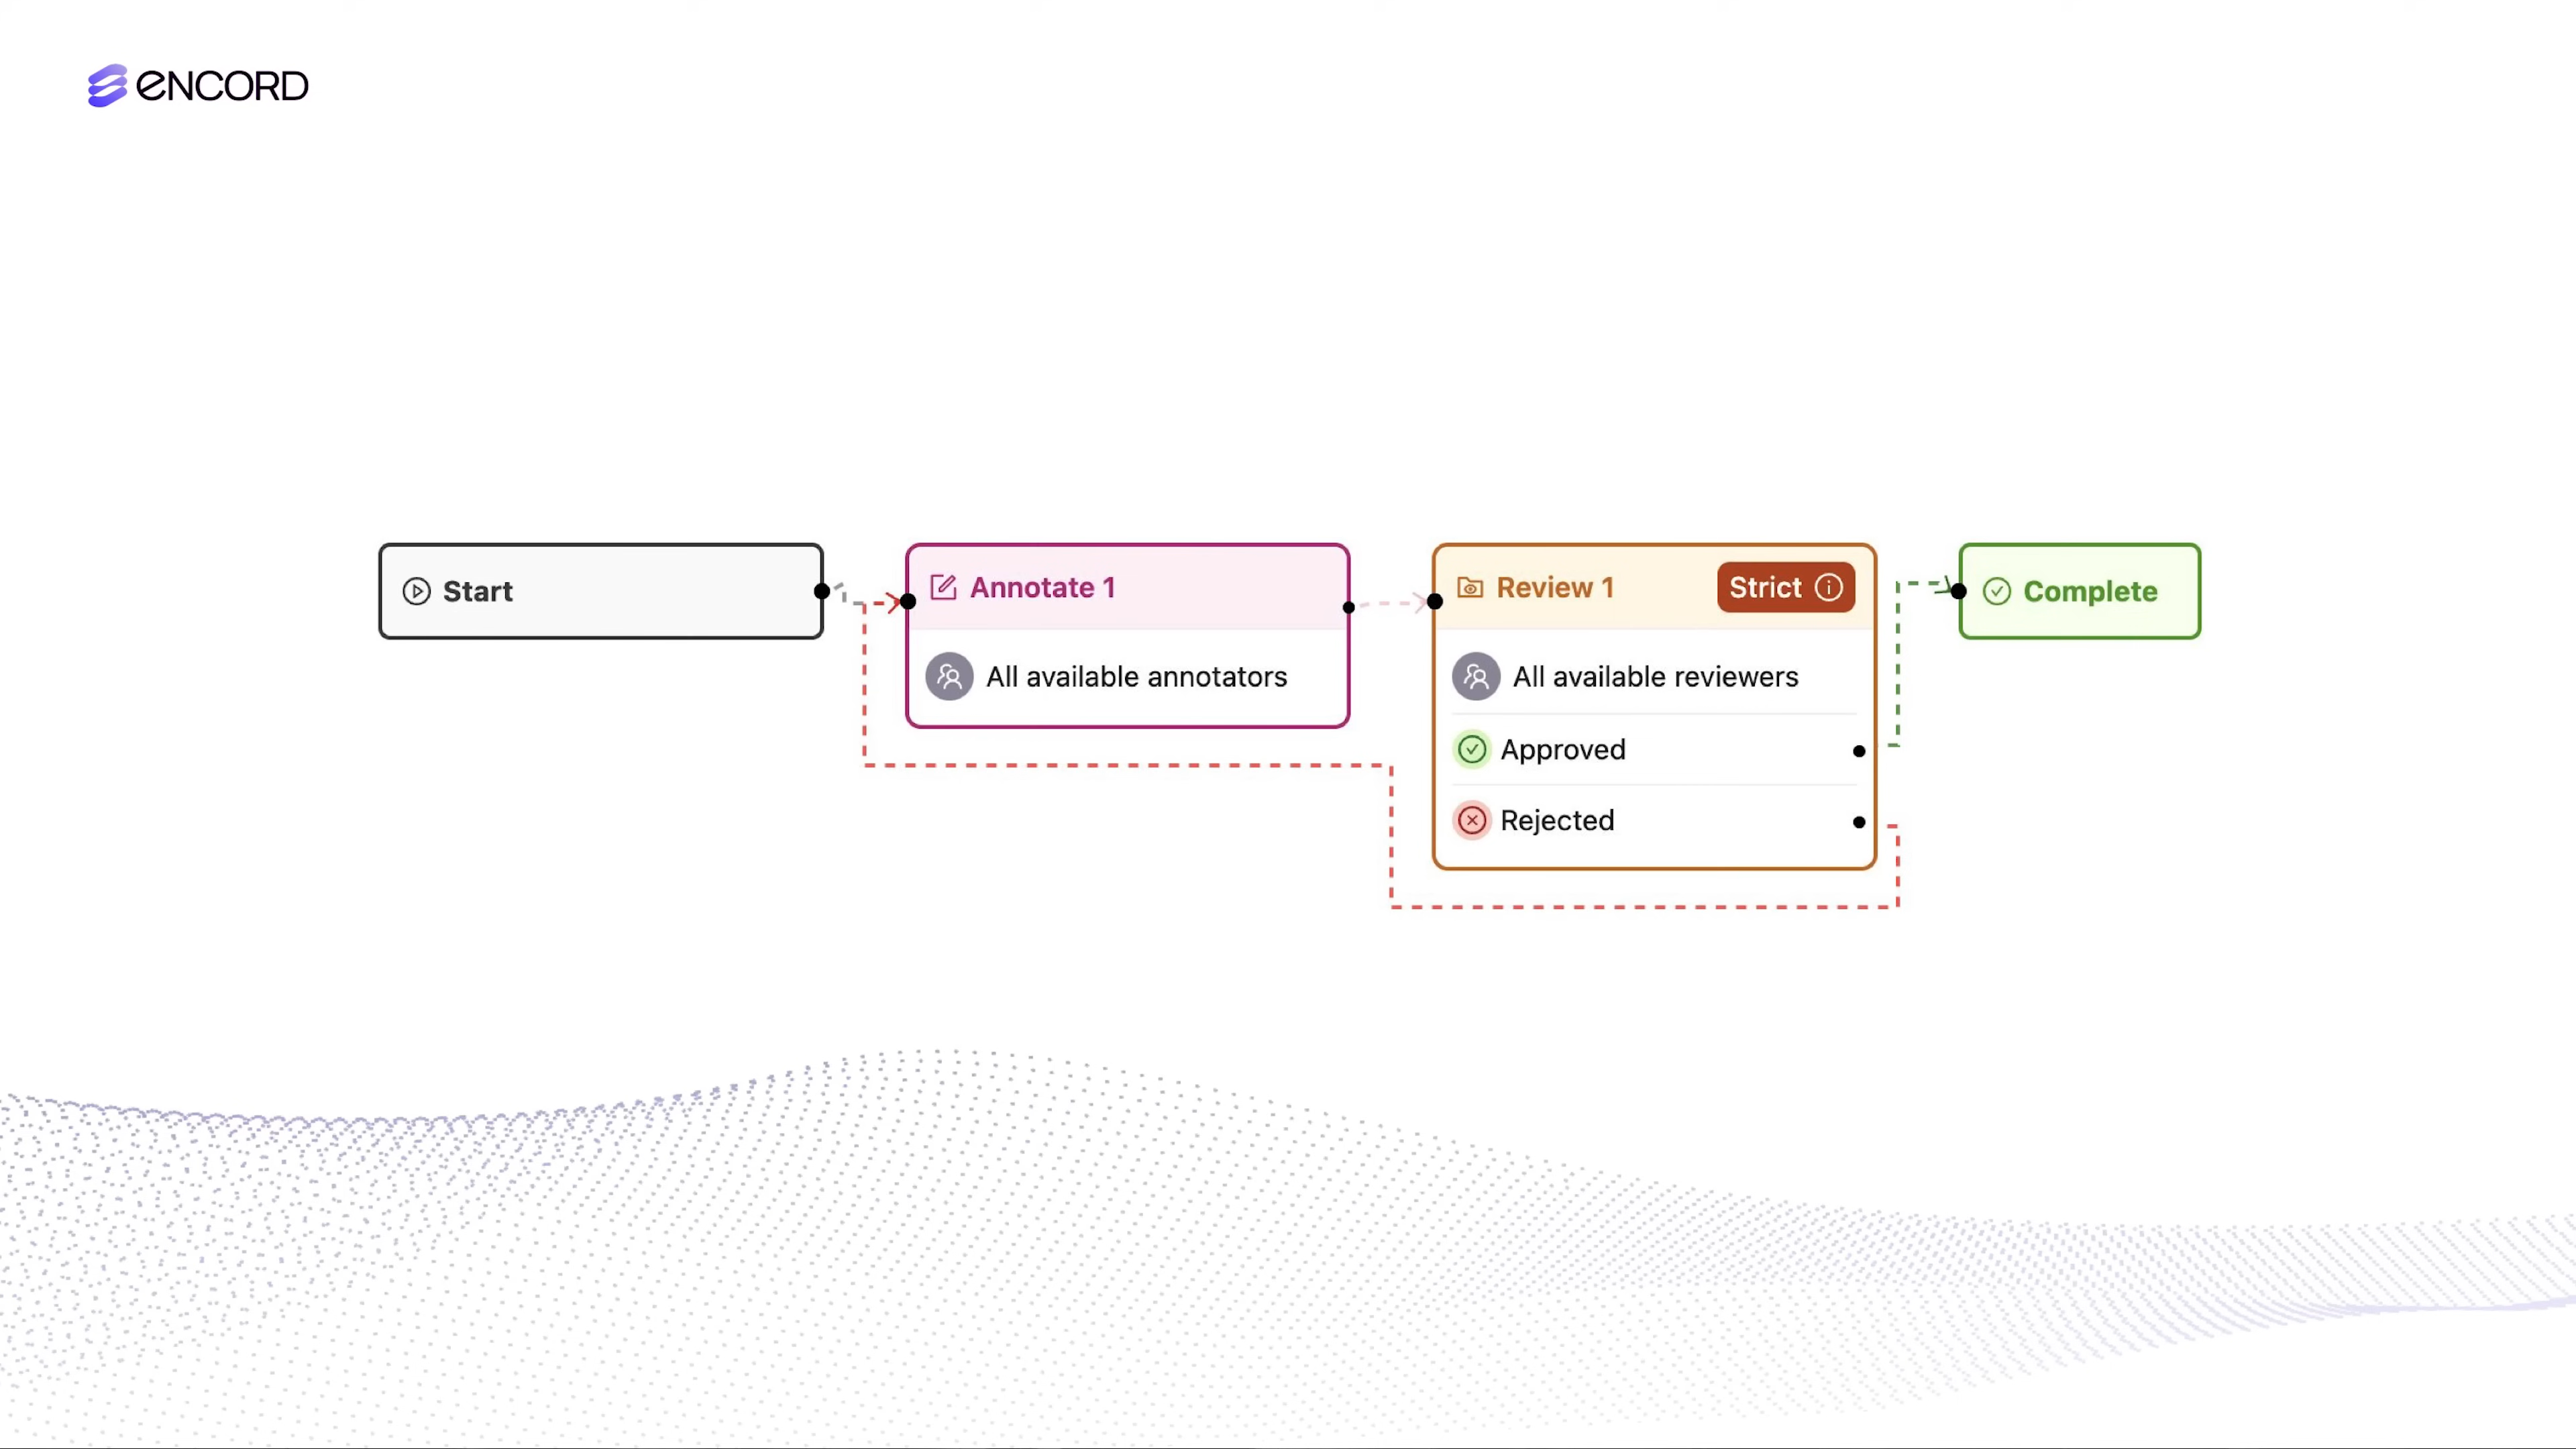 ENCORD
Start
Annotate 1
All available annotators
Review 1
Strict
All available reviewers
Approved
Rejected
Complete